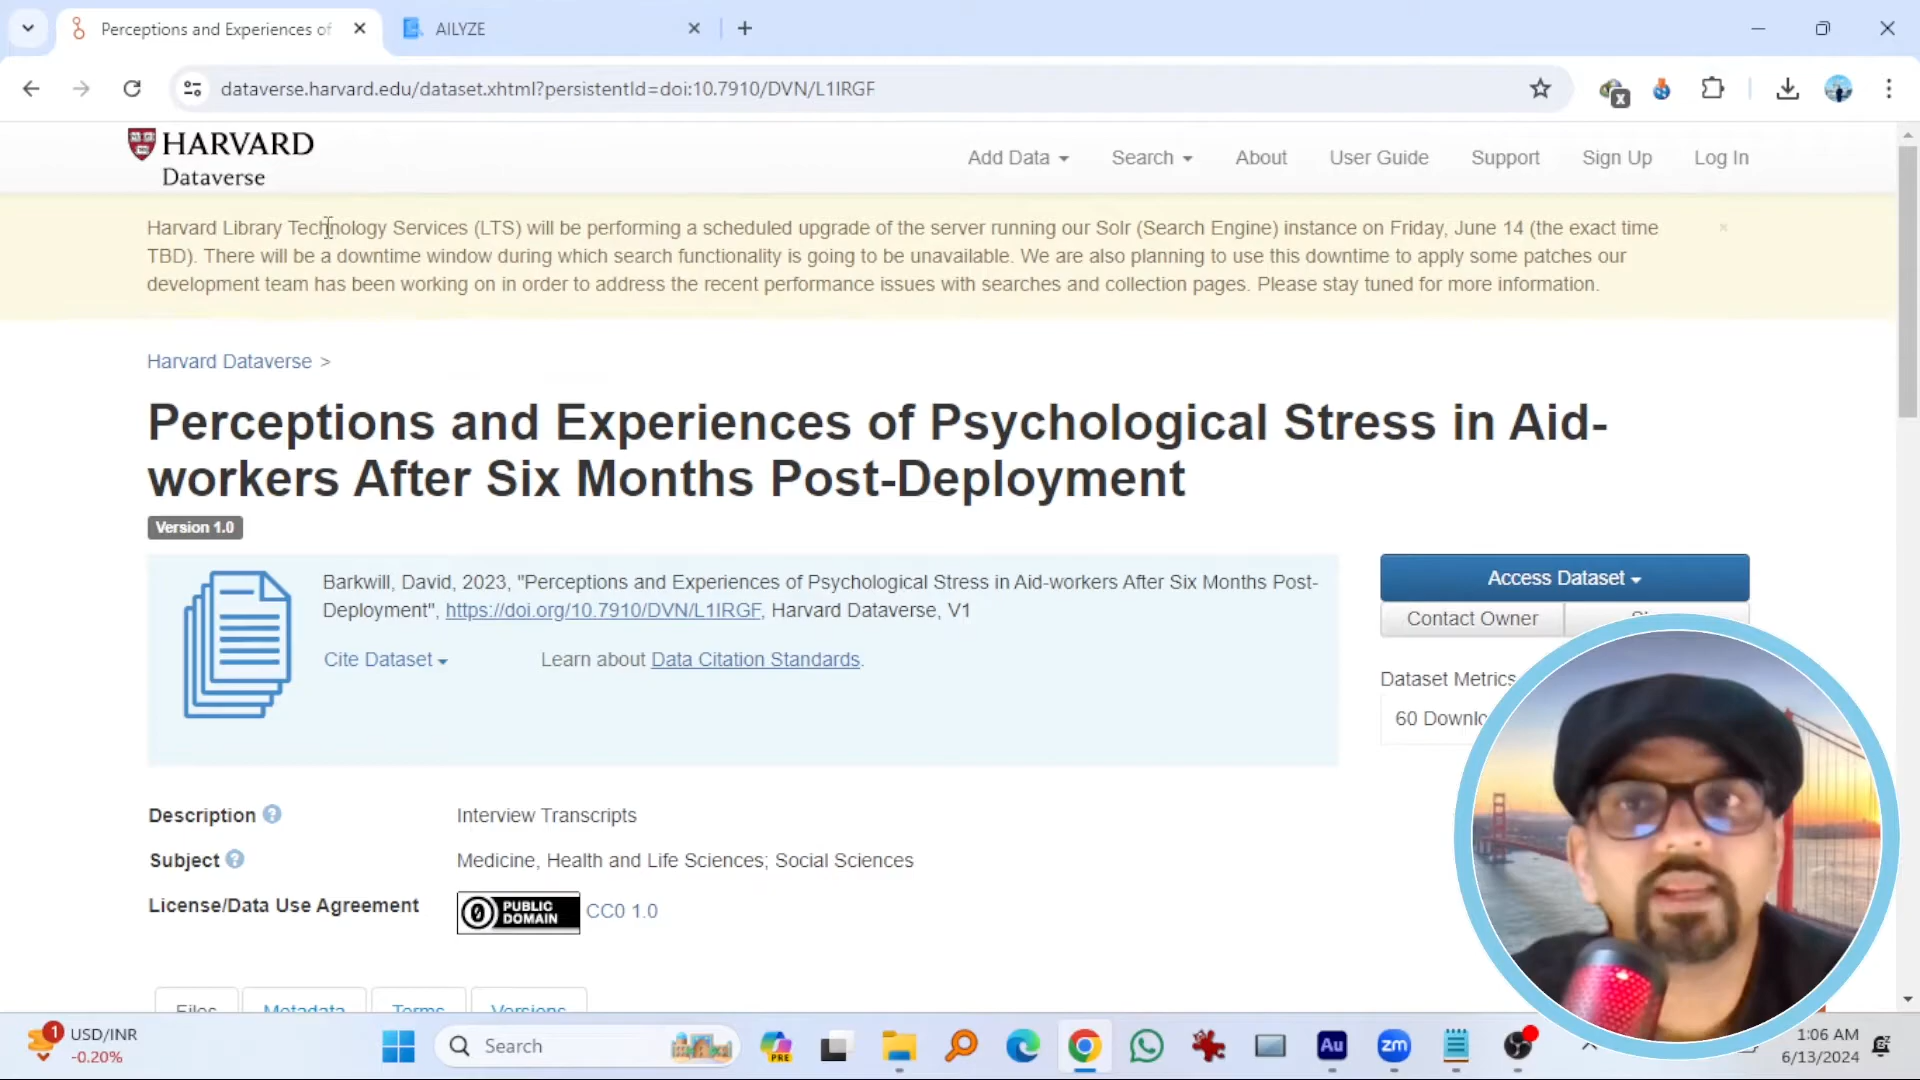 Perceptions and Experiences of
AILYZE
dataverse.harvard.edu/dataset.xhtml?persistentId=doi:10.7910/DVN/L1IRGF
HARVARD
Dataverse
Add Data
Search
About
User Guide
Support
Sign Up
Log In
Harvard Library Technology Services (LTS) will be performing a scheduled upgrade of the server running our Solr (Search Engine) instance on Friday, June 14 (the exact time
TBD). There will be a downtime window during which search functionality is going to be unavailable. We are also planning to use this downtime to apply some patches our
development team has been working on in order to address the recent performance issues with searches and collection pages. Please stay tuned for more information.
Harvard Dataverse >
Perceptions and Experiences of Psychological Stress in Aid-
workers After Six Months Post-Deployment
Version 1.0
Barkwill, David, 2023, "Perceptions and Experiences of Psychological Stress in Aid-workers After Six Months Post-
Deployment", https://doi.org/10.7910/DVN/L1IRGF, Harvard Dataverse, V1
Cite Dataset
Learn about Data Citation Standards.
Access Dataset
Contact Owner
Dataset Metrics
60
Description
Interview Transcripts
Subject
Medicine, Health and Life Sciences; Social Sciences
License/Data Use Agreement
PUBLIC
DOMAIN
CC0 1.0
Files
Metadata
Terms
Versions
1
USD/INR
-0.20%
Search
PRE
Au
zm
1:06 AM
6/13/2024